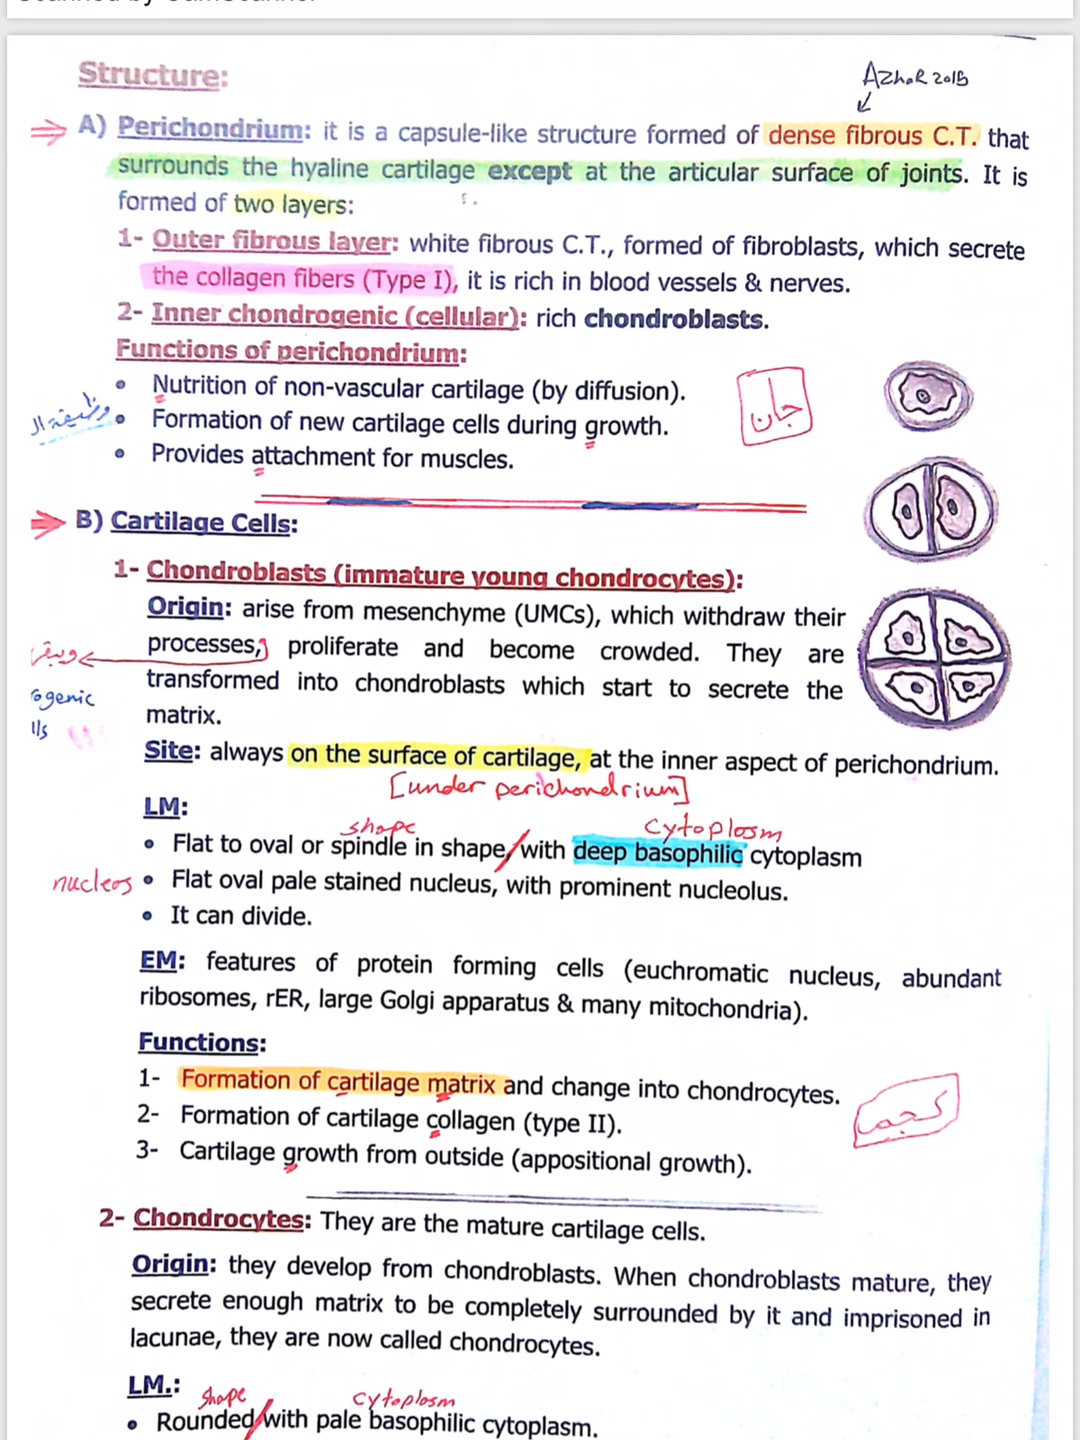 Structure:
Azhar 2015
A) Perichondrium: it is a capsule-like structure formed of dense fibrous C.T. that
surrounds the hyaline cartilage except at the articular surface of joints. It is
formed of two layers:
1- Outer fibrous layer: white fibrous C.T., formed of fibroblasts, which secrete
the collagen fibers (Type I), it is rich in blood vessels & nerves.
2- Inner chondrogenic (cellular): rich chondroblasts.
Functions of perichondrium:
• Nutrition of non-vascular cartilage (by diffusion).
جان
وظيفة ال
• Formation of new cartilage cells during growth.
• Provides attachment for muscles.
B) Cartilage Cells:
1- Chondroblasts (immature young chondrocytes):
Origin: arise from mesenchyme (UMCs), which withdraw their
processes, proliferate and become crowded. They are
transformed into chondroblasts which start to secrete the
matrix.
Site: always on the surface of cartilage, at the inner aspect of perichondrium.
[under perichondrium]
LM:
shape cytoplosm
• Flat to oval or spindle in shape, with deep basophilic cytoplasm
nucleos
• Flat oval pale stained nucleus, with prominent nucleolus.
• It can divide.
EM: features of protein forming cells (euchromatic nucleus, abundant
ribosomes, rER, large Golgi apparatus & many mitochondria).
Functions:
1- Formation of cartilage matrix and change into chondrocytes.
2- Formation of cartilage collagen (type II).
3- Cartilage growth from outside (appositional growth).
2- Chondrocytes: They are the mature cartilage cells.
Origin: they develop from chondroblasts. When chondroblasts mature, they
secrete enough matrix to be completely surrounded by it and imprisoned in
lacunae, they are now called chondrocytes.
LM.:
shape cytoplosm
• Rounded with pale basophilic cytoplasm.